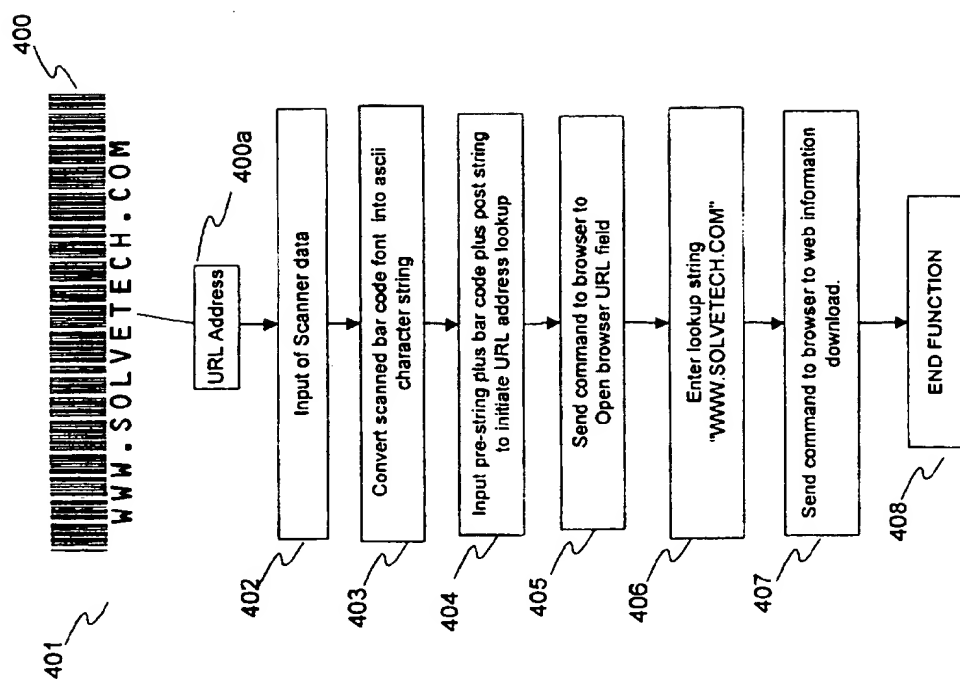 400
401
WWW.SOLVETECH.COM
400a
URL Address
402
Input of Scanner data
403
Convert scanned bar code font into ascii
character string
404
Input pre-string plus bar code plus post string
to initiate URL address lookup
405
Send command to browser to
Open browser URL field
406
Enter lookup string
"WWW.SOLVETECH.COM"
407
Send command to browser to web information
download.
408
END FUNCTION